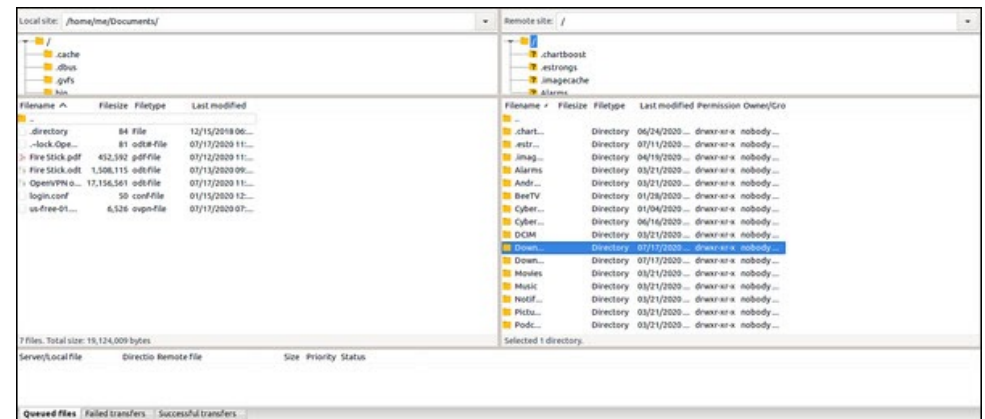 Local site: /home/me/Documents/
/
.cache
.dbus
.gvfs
bin
Filename Filesize Filetype Last modified
..
.directory 84 File 12/15/2018 06:...
.~lock.Ope... 81 odt#-file 07/17/2020 11:...
Fire Stick.pdf 452,592 pdf-file 07/12/2020 11:...
Fire Stick.odt 1,508,115 odt-file 07/13/2020 09:...
OpenVPN o... 17,156,561 odt-file 07/17/2020 11:...
login.conf 50 conf-file 01/15/2020 12:...
us-free-01.... 6,526 ovpn-file 07/17/2020 07:...
7 files. Total size: 19,124,009 bytes
Remote site: /
/
.chartboost
.estrongs
.imagecache
Alarms
Filename Filesize Filetype Last modified Permission Owner/Gro
..
.chart... Directory 06/24/2020 ... drwxr-xr-x nobody ...
.estr... Directory 07/11/2020 ... drwxr-xr-x nobody ...
.imag... Directory 04/19/2020 ... drwxr-xr-x nobody ...
Alarms Directory 03/21/2020 ... drwxr-xr-x nobody ...
Andr... Directory 03/21/2020 ... drwxr-xr-x nobody ...
BeeTV Directory 01/28/2020 ... drwxr-xr-x nobody ...
Cyber... Directory 01/04/2020 ... drwxr-xr-x nobody ...
Cyber... Directory 06/16/2020 ... drwxr-xr-x nobody ...
DCIM Directory 03/21/2020 ... drwxr-xr-x nobody ...
Down... Directory 07/17/2020 ... drwxr-xr-x nobody ...
Down... Directory 07/17/2020 ... drwxr-xr-x nobody ...
Movies Directory 03/21/2020 ... drwxr-xr-x nobody ...
Music Directory 03/21/2020 ... drwxr-xr-x nobody ...
Notif... Directory 03/21/2020 ... drwxr-xr-x nobody ...
Pictu... Directory 03/21/2020 ... drwxr-xr-x nobody ...
Podc... Directory 03/21/2020 ... drwxr-xr-x nobody ...
Selected 1 directory.
Server/Local file Directio Remote file Size Priority Status
Queued files Failed transfers Successful transfers